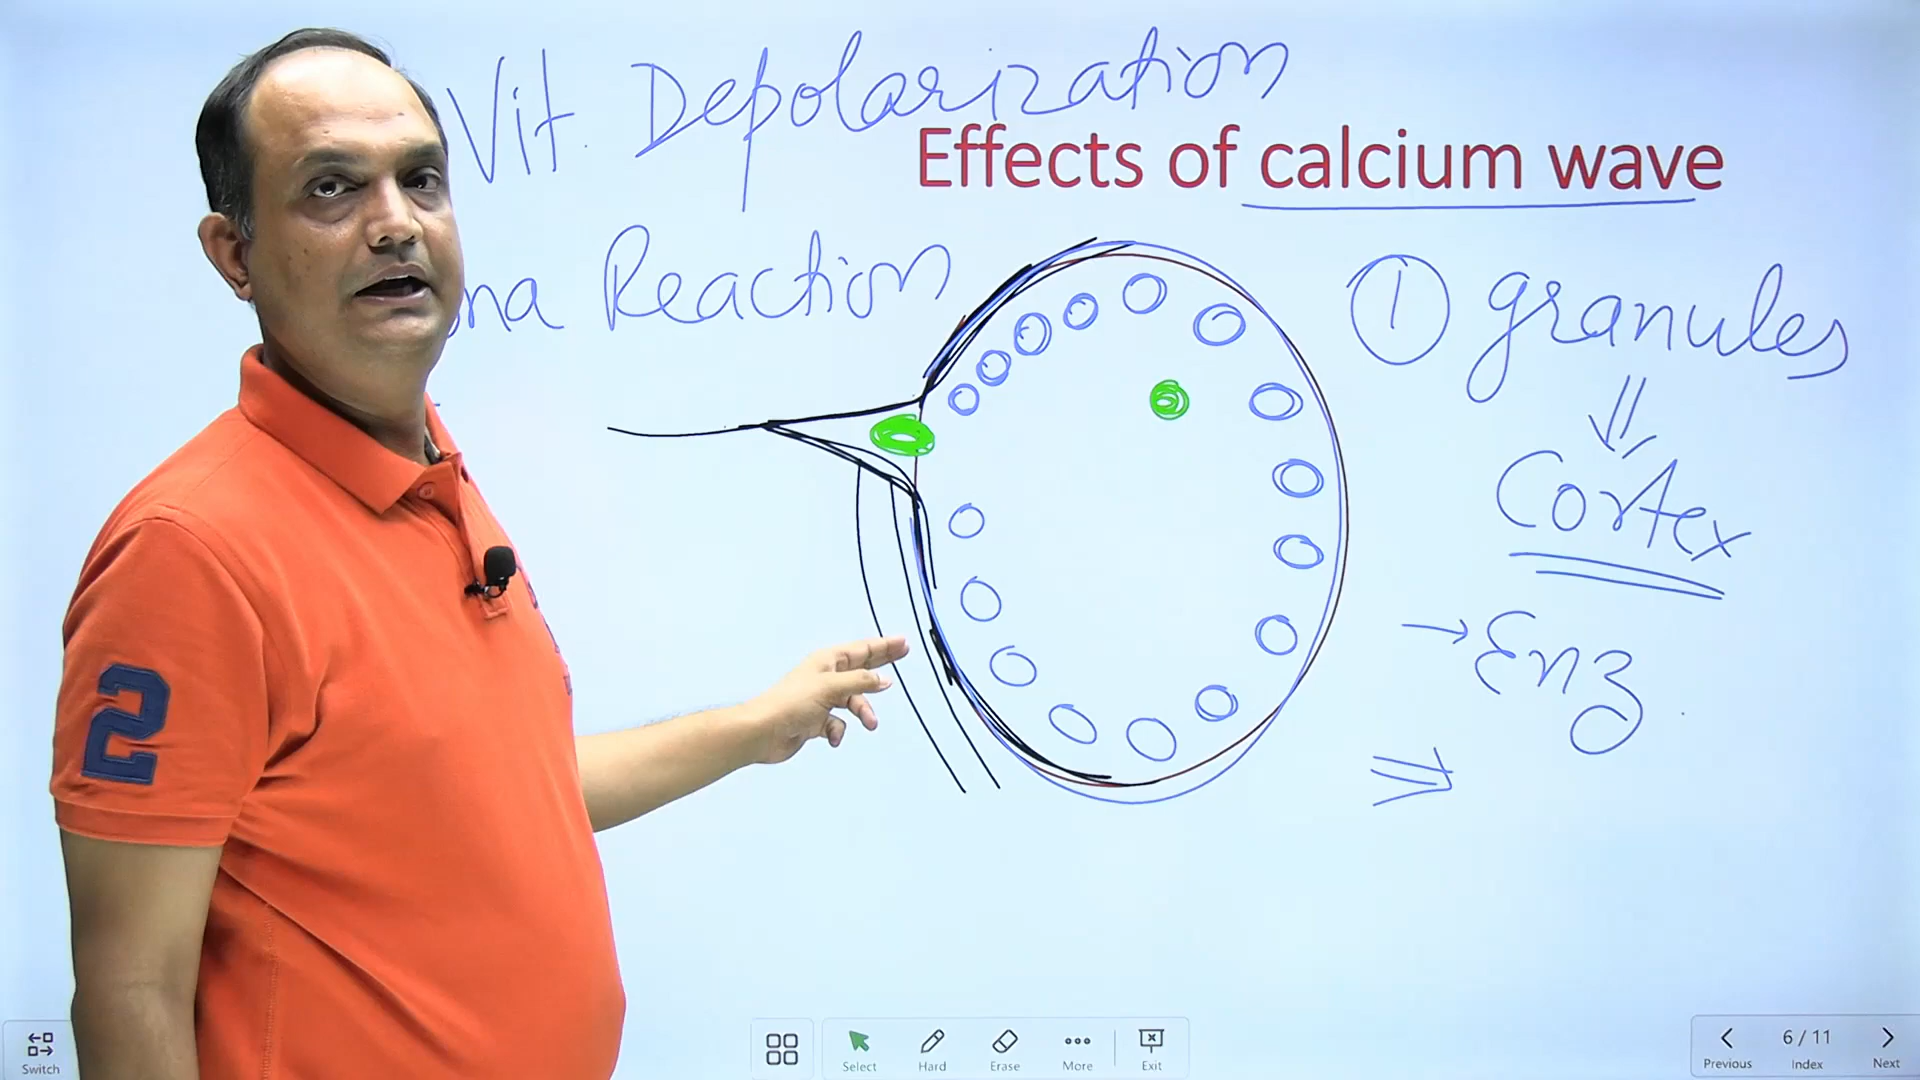 Vit. Depolarization
Effects of calcium wave
ona Reaction
1 granules
Cortex
→ Enz
2
Switch
Select
Hard
Erase
More
Exit
Previous
6 / 11
Index
Next